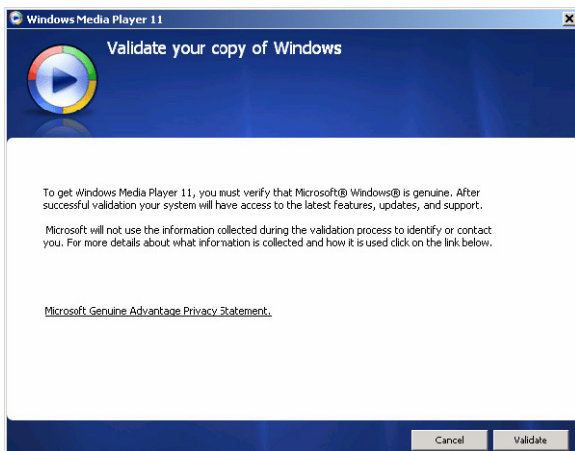 Windows Media Player 11
Validate your copy of Windows
To get Windows Media Player 11, you must verify that Microsoft® Windows® is genuine. After
successful validation your system will have access to the latest features, updates, and support.
Microsoft will not use the information collected during the validation process to identify or contact
you. For more details about what information is collected and how it is used click on the link below.
Microsoft Genuine Advantage Privacy Statement.
Cancel Validate